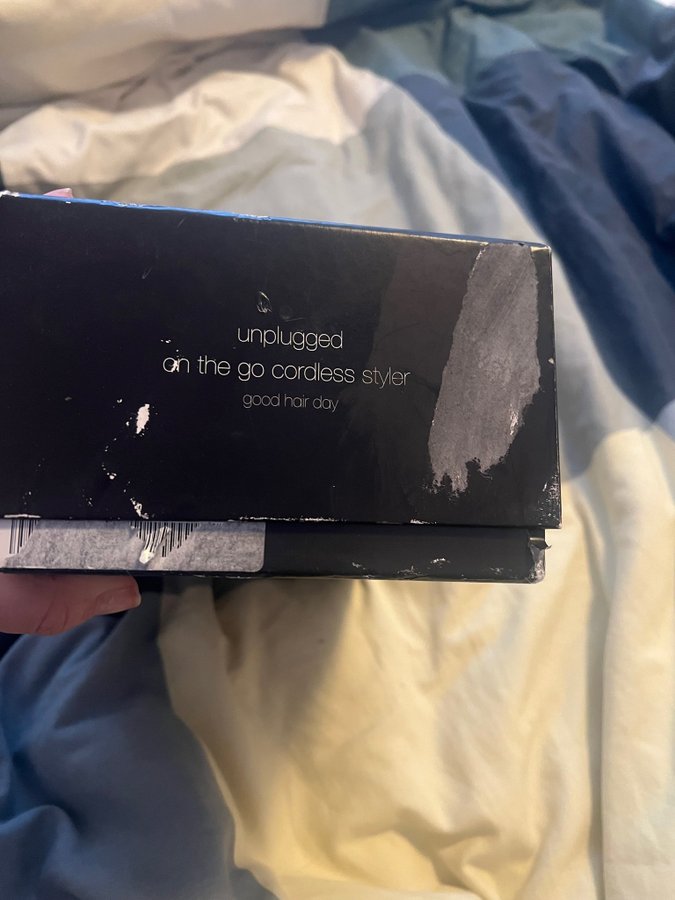 unplugged
on the go cordless styler
good hair day